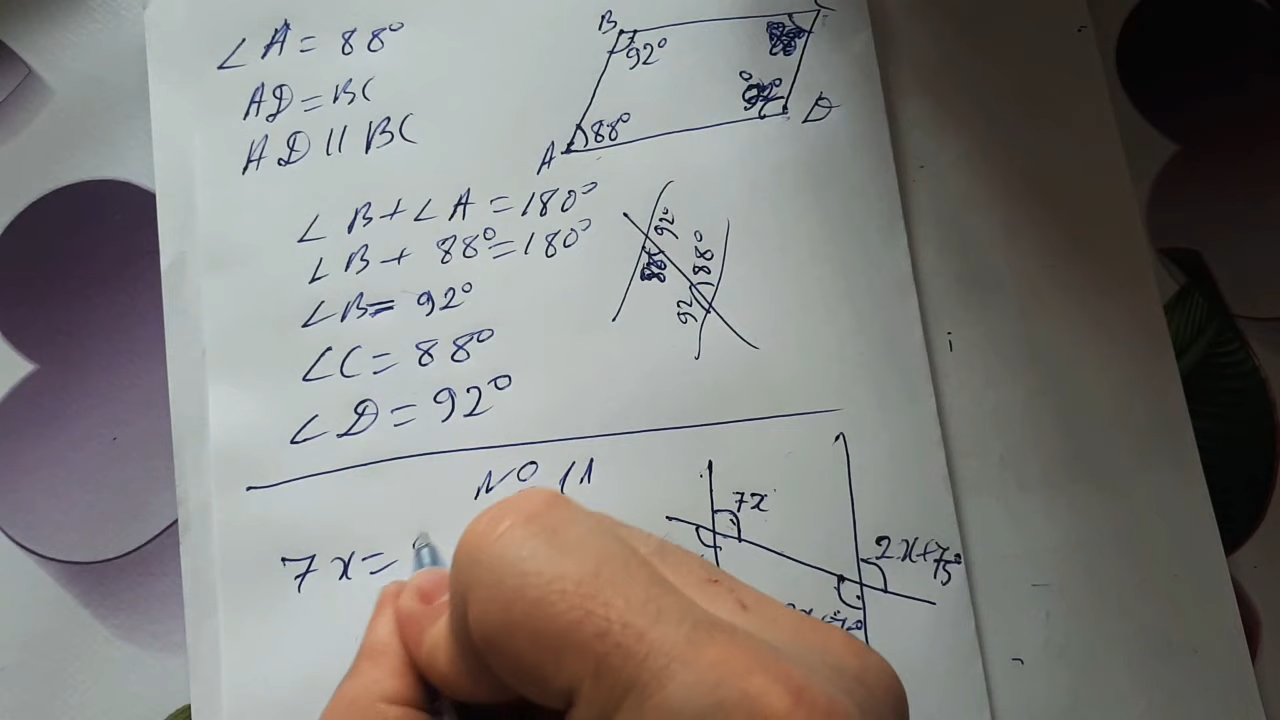 ∠A = 88°
AD = BC
AD || BC
B
92°
A
88°
D
∠B + ∠A = 180°
∠B + 88° = 180°
∠B = 92°
∠C = 88°
∠D = 92°
92°
88°
92
NO 11
7x =
7x
2x+75°